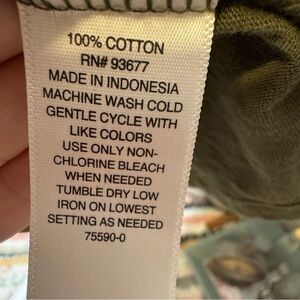 100% COTTON
RN# 93677
MADE IN INDONESIA
MACHINE WASH COLD
GENTLE CYCLE WITH
LIKE COLORS
USE ONLY NON-
CHLORINE BLEACH
WHEN NEEDED
TUMBLE DRY LOW
IRON ON LOWEST
SETTING AS NEEDED
75590-0